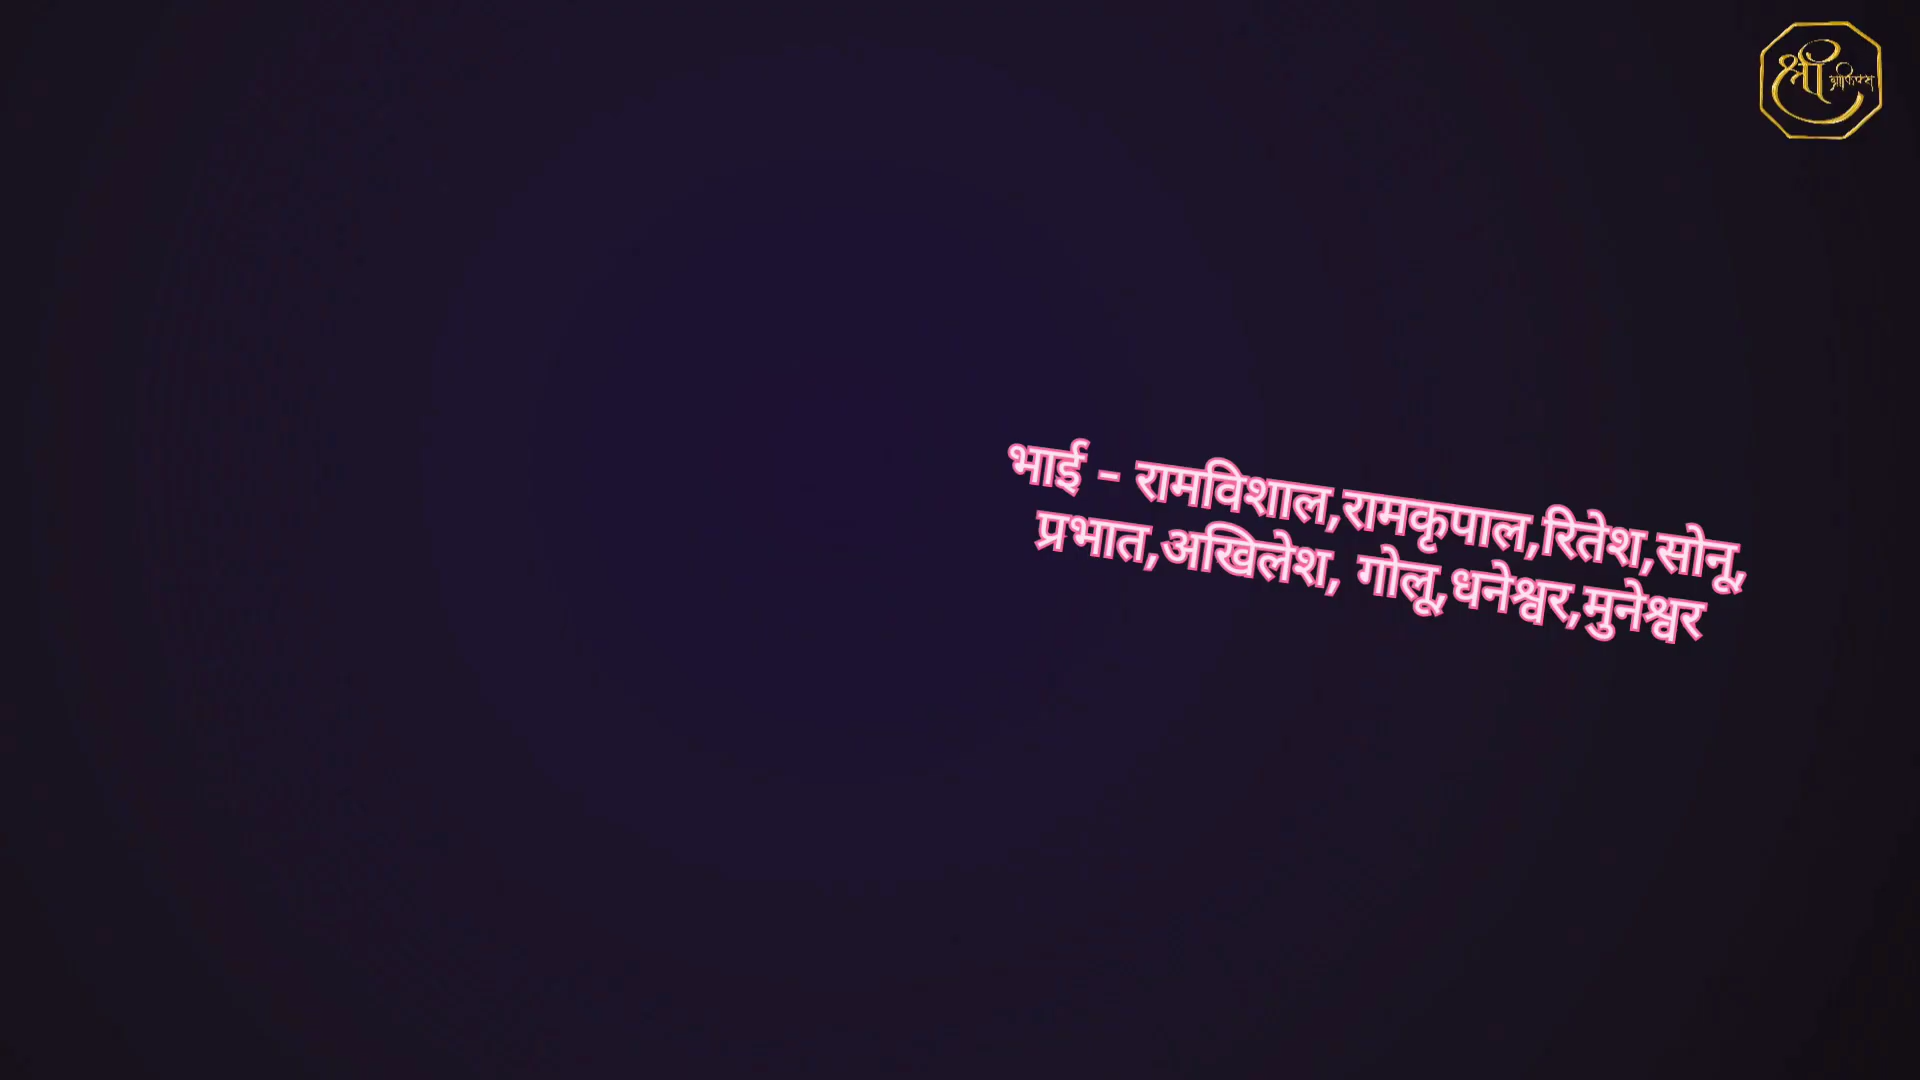 श्री
ग्राफिक्स
भाई - रामविशाल,रामकृपाल,रितेश,सोनू,
प्रभात,अखिलेश, गोलू,धनेश्वर,मुनेश्वर